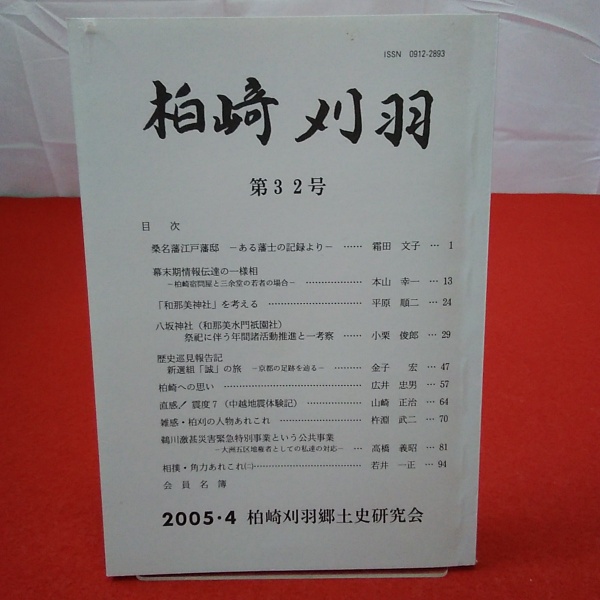 ISSN 0912-2893
柏崎 刈羽
第32号
目次
桑名藩江戸藩邸 －ある藩士の記録より－ …… 霜田 文子 … 1
幕末期情報伝達の一様相
－柏崎宿問屋と三余堂の若者の場合－ ……………… 本山 幸一 … 13
「和那美神社」を考える ……………………… 平原 順二 … 24
八坂神社（和那美水門祇園社）
祭祀に伴う年間諸活動推進と一考察 …… 小栗 俊郎 … 29
歴史巡見報告記
新選組「誠」の旅 －京都の足跡を辿る－ ………… 金子 宏 … 47
柏崎への思い ………………………………… 広井 忠男 … 57
直感！震度7（中越地震体験記） ……………… 山崎 正治 … 64
雑感・柏刈の人物あれこれ ………………… 杵淵 武二 … 70
鵜川激甚災害緊急特別事業という公共事業
－大洲五区地権者としての私達の対応－ … 高橋 義昭 … 81
相撲・角力あれこれ㈡ ……………………… 若井 一正 … 94
会員名簿
2005・4 柏崎刈羽郷土史研究会